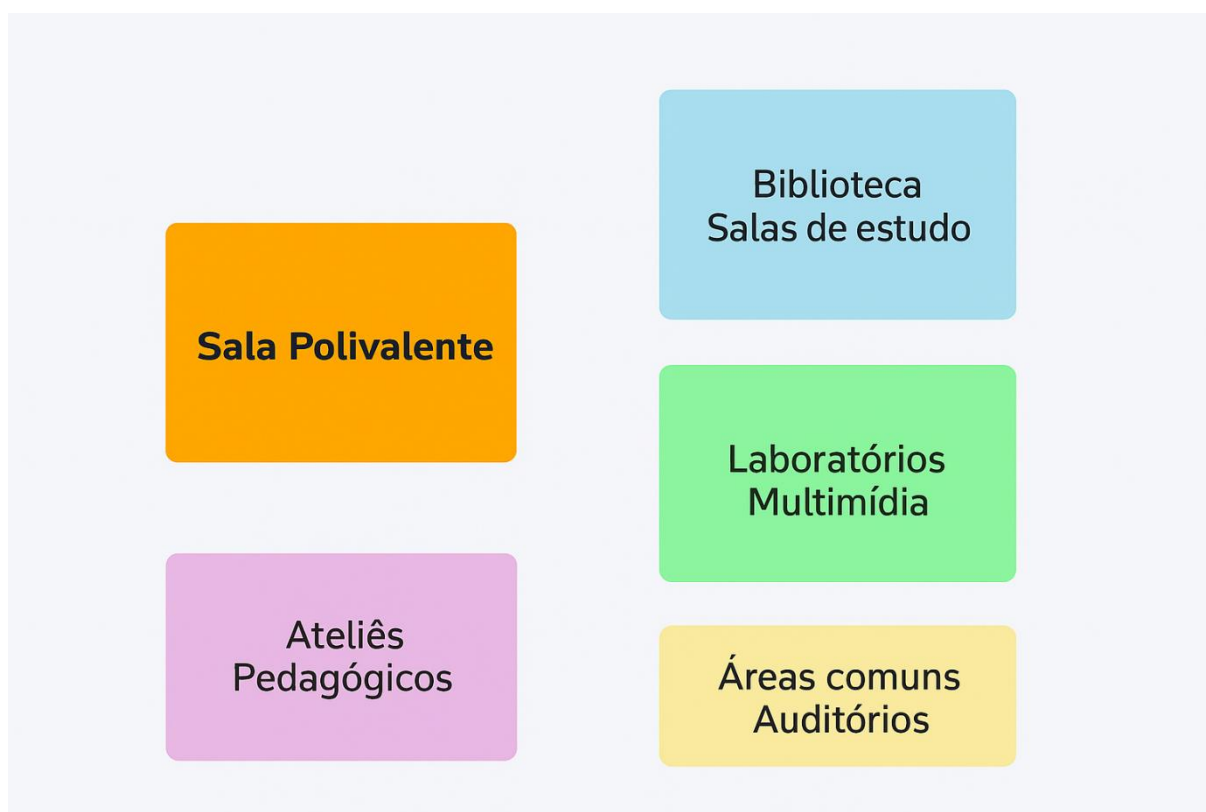 Sala Polivalente
Ateliês
Pedagógicos
Biblioteca
Salas de estudo
Laboratórios
Multimídia
Áreas comuns
Auditórios